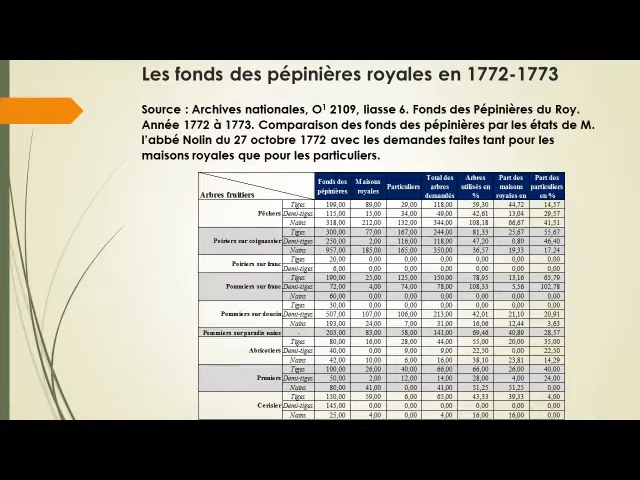 Les fonds des pépinières royales en 1772-1773
Source : Archives nationales, O1 2109, liasse 6. Fonds des Pépinières du Roy.
Année 1772 à 1773. Comparaison des fonds des pépinières par les états de M.
l'abbé Nolin du 27 octobre 1772 avec les demandes faites tant pour les
maisons royales que pour les particuliers.
Arbres fruitiers Fonds des pépinières Maisons royales Particuliers Total des arbres demandés Arbres utilisés en % Part des maisons royales en Part des particuliers en %
Tiges 199,00 89,00 29,00 118,00 59,30 44,72 14,57
Pêchers Demi-tiges 115,00 15,00 34,00 49,00 42,61 13,04 29,57
Nains 318,00 212,00 132,00 344,00 108,18 66,67 41,51
Tiges 300,00 77,00 167,00 244,00 81,33 25,67 55,67
Poiriers sur coignassier Demi-tiges 250,00 2,00 116,00 118,00 47,20 0,80 46,40
Nains 957,00 185,00 165,00 350,00 36,57 19,33 17,24
Poiriers sur franc Tiges 20,00 0,00 0,00 0,00 0,00 0,00 0,00
Demi-tiges 6,00 0,00 0,00 0,00 0,00 0,00 0,00
Tiges 190,00 25,00 125,00 150,00 78,95 13,16 65,79
Pommiers sur franc Demi-tiges 72,00 4,00 74,00 78,00 108,33 5,56 102,78
Nains 60,00 0,00 0,00 0,00 0,00 0,00 0,00
Tiges 30,00 0,00 0,00 0,00 0,00 0,00 0,00
Pommiers sur doucin Demi-tiges 507,00 107,00 106,00 213,00 42,01 21,10 20,91
Nains 193,00 24,00 7,00 31,00 16,06 12,44 3,63
Pommiers sur paradis nains - 203,00 83,00 58,00 141,00 69,46 40,89 28,57
Tiges 80,00 16,00 28,00 44,00 55,00 20,00 35,00
Abricotiers Demi-tiges 40,00 0,00 9,00 9,00 22,50 0,00 22,50
Nains 42,00 10,00 6,00 16,00 38,10 23,81 14,29
Tiges 100,00 26,00 40,00 66,00 66,00 26,00 40,00
Pruniers Demi-tiges 50,00 2,00 12,00 14,00 28,00 4,00 24,00
Nains 80,00 41,00 0,00 41,00 51,25 51,25 0,00
Tiges 150,00 59,00 6,00 65,00 43,33 39,33 4,00
Cerisier Demi-tiges 145,00 0,00 0,00 0,00 0,00 0,00 0,00
Nains 25,00 4,00 0,00 4,00 16,00 16,00 0,00